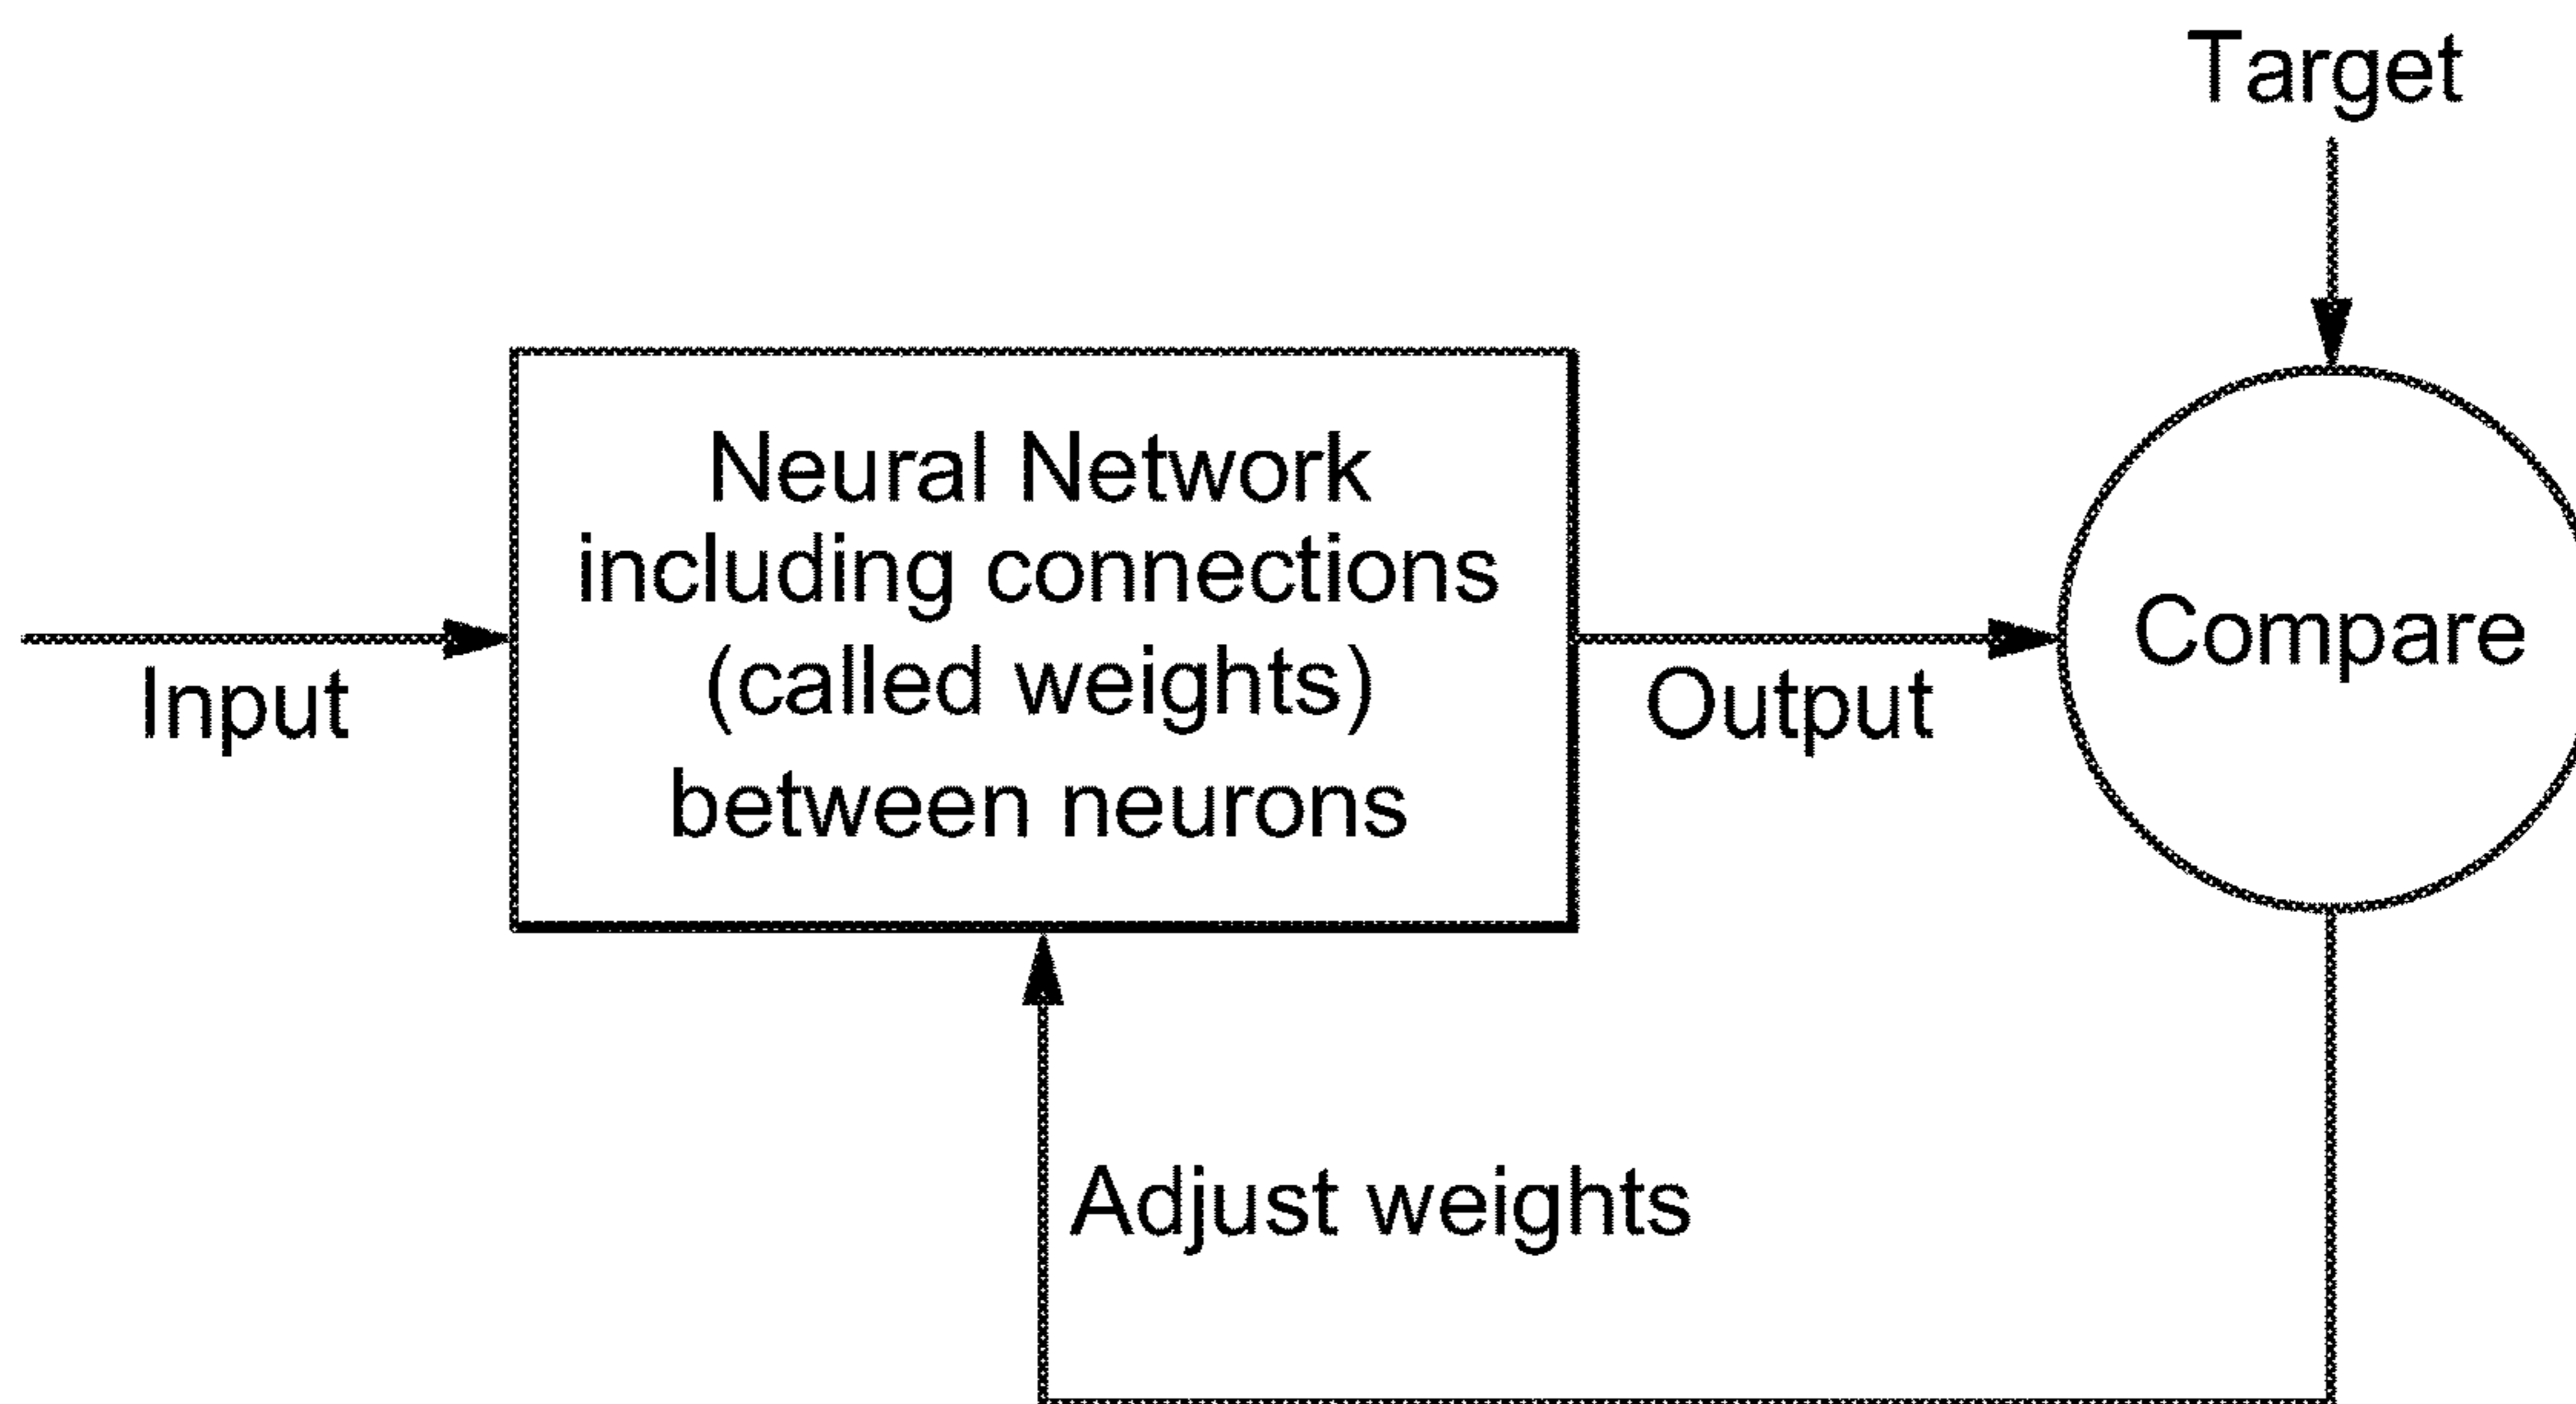 Target
Neural Network
including connections
(called weights)
between neurons
Input
Output
Compare
Adjust weights